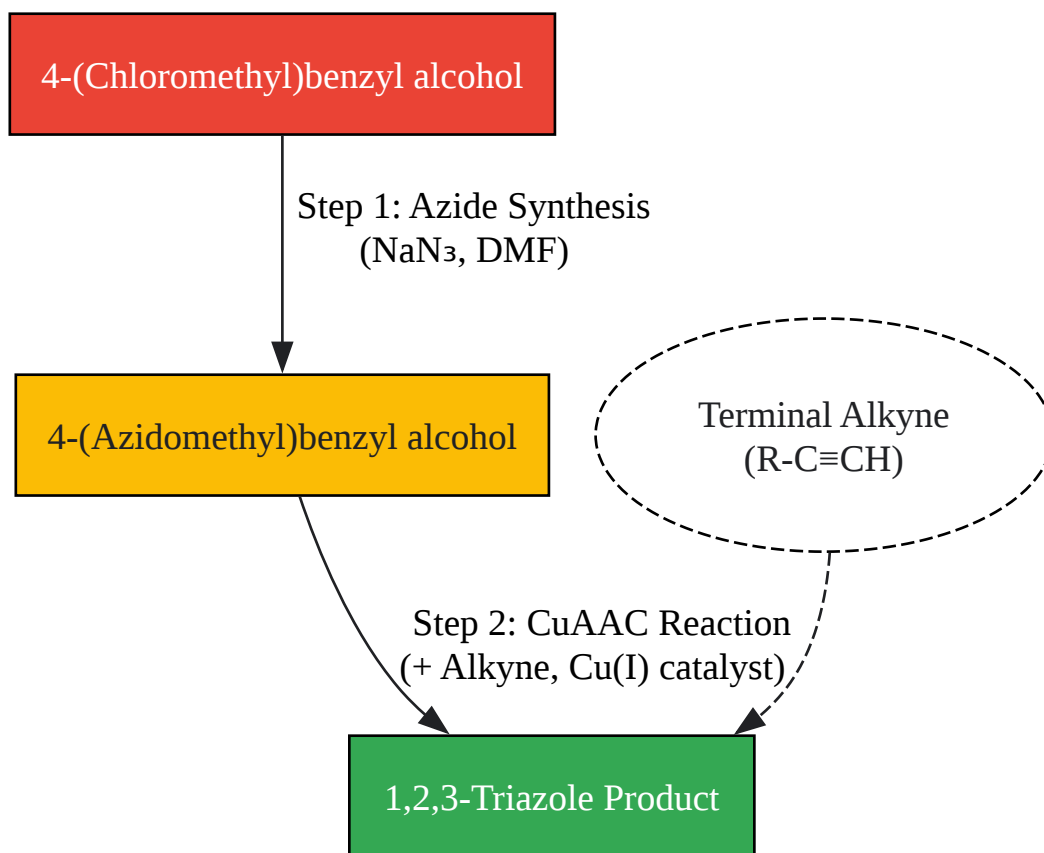 4-(Chloromethyl)benzyl alcohol
Step 1: Azide Synthesis
(NaN₃, DMF)
4-(Azidomethyl)benzyl alcohol
Terminal Alkyne
(R-C≡CH)
Step 2: CuAAC Reaction
(+ Alkyne, Cu(I) catalyst)
1,2,3-Triazole Product